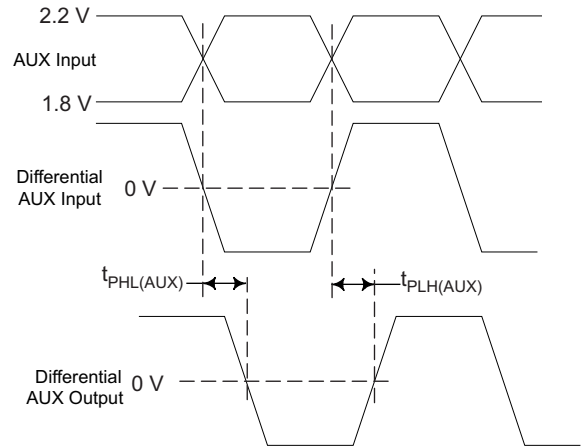 2.2 V
AUX Input
1.8 V
Differential
AUX Input
0 V
tPHL(AUX)
tPLH(AUX)
Differential
AUX Output
0 V